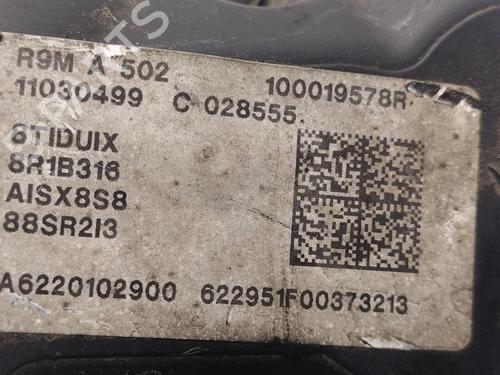 R9M A 502
11030499 C 028555 100019578R
8TIDUIX
8R1B316
AISX8S8
88SR2I3
A6220102900 622951F00373213